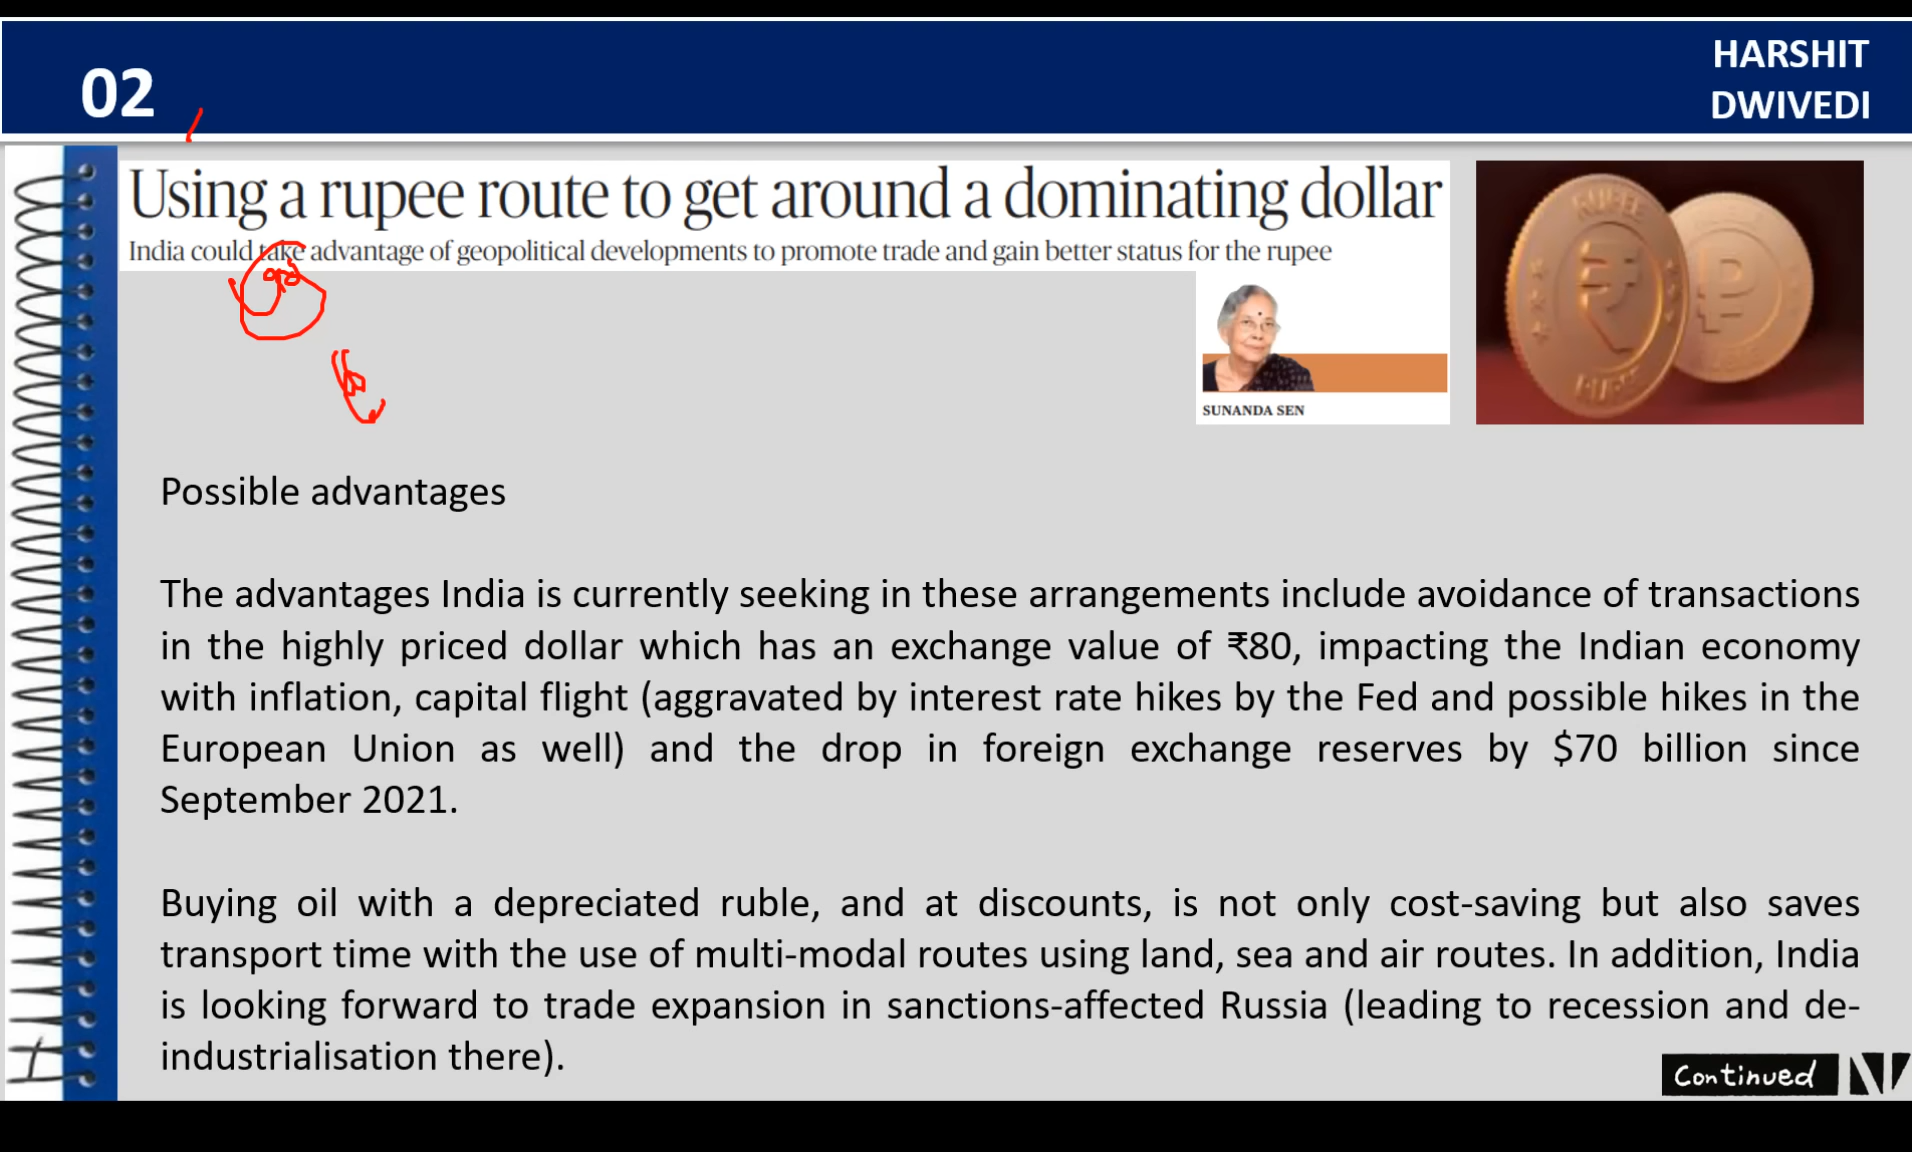 02
HARSHIT
DWIVEDI
Using a rupee route to get around a dominating dollar
India could take advantage of geopolitical developments to promote trade and gain better status for the rupee
RUPEE
₹
₽
SUNANDA SEN
Possible advantages
The advantages India is currently seeking in these arrangements include avoidance of transactions
in the highly priced dollar which has an exchange value of ₹80, impacting the Indian economy
with inflation, capital flight (aggravated by interest rate hikes by the Fed and possible hikes in the
European Union as well) and the drop in foreign exchange reserves by $70 billion since
September 2021.
Buying oil with a depreciated ruble, and at discounts, is not only cost-saving but also saves
transport time with the use of multi-modal routes using land, sea and air routes. In addition, India
is looking forward to trade expansion in sanctions-affected Russia (leading to recession and de-
industrialisation there).
Continued